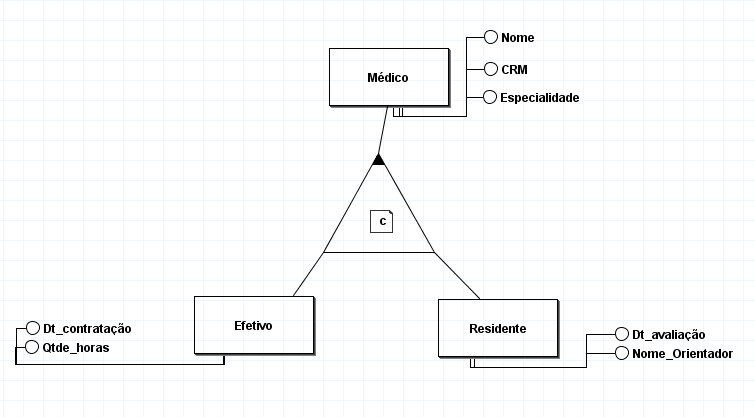 Nome
Médico
CRM
Especialidade
c
Efetivo
Residente
Dt_contratação
Qtde_horas
Dt_avaliação
Nome_Orientador